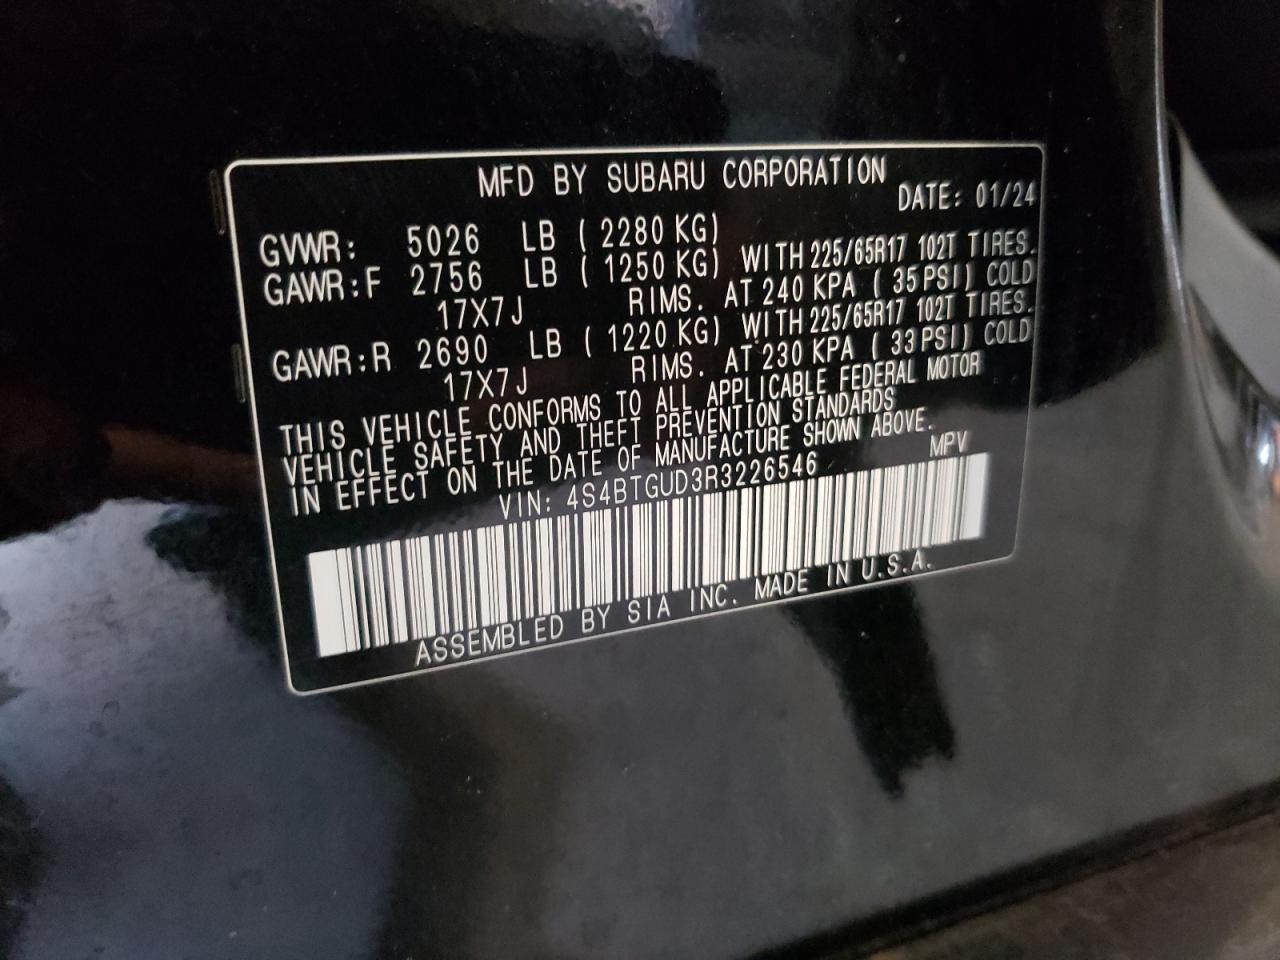 MFD BY SUBARU CORPORATION
DATE: 01/24
GVWR: 5026 LB ( 2280 KG)
GAWR:F 2756 LB ( 1250 KG) WITH 225/65R17 102T TIRES.
17X7J RIMS. AT 240 KPA ( 35 PSI) COLD
GAWR:R 2690 LB ( 1220 KG) WITH 225/65R17 102T TIRES.
17X7J RIMS. AT 230 KPA ( 33 PSI) COLD
THIS VEHICLE CONFORMS TO ALL APPLICABLE FEDERAL MOTOR
VEHICLE SAFETY AND THEFT PREVENTION STANDARDS
IN EFFECT ON THE DATE OF MANUFACTURE SHOWN ABOVE.
VIN: 4S4BTGUD3R3226546 MPV
ASSEMBLED BY SIA INC. MADE IN U.S.A.